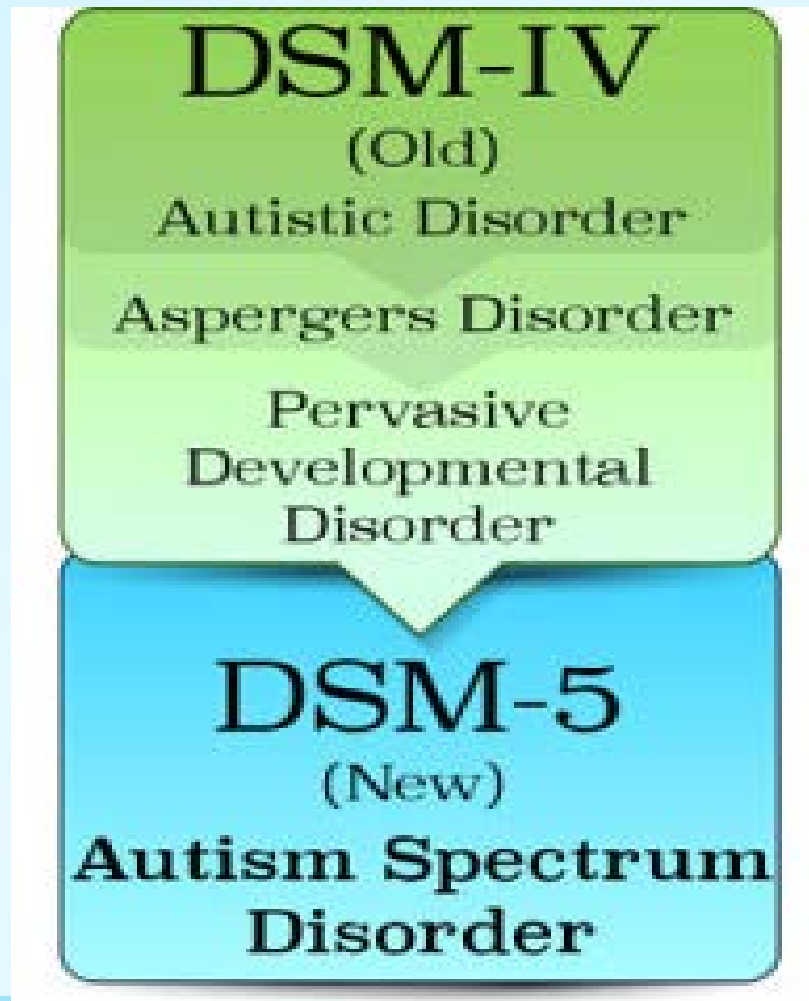 DSM-IV
(Old)
Autistic Disorder
Aspergers Disorder
Pervasive
Developmental
Disorder
DSM-5
(New)
Autism Spectrum
Disorder